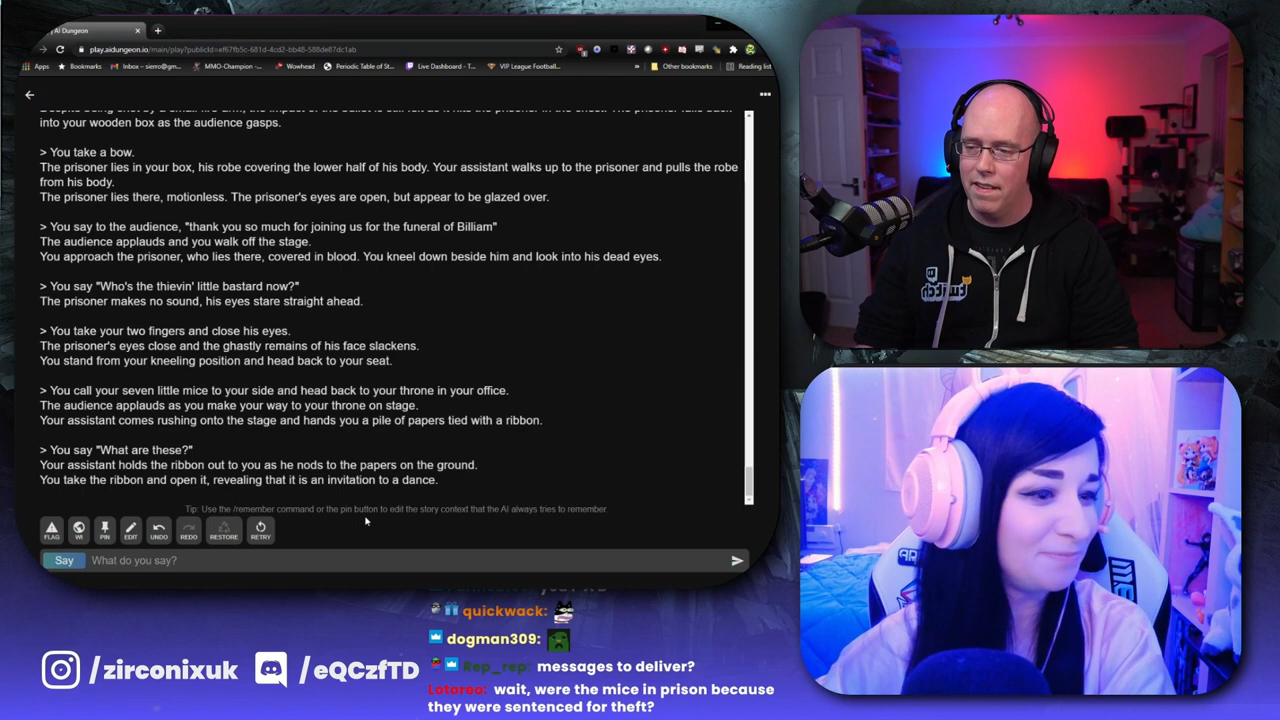 AI Dungeon
play.aidungeon.io/main/play?publicId=ef67fb5c-681d-4cd2-bb48-588de87dc1ab
Apps Bookmarks Inbox – sierro@gm... MMO-Champion -... Wowhead Periodic Table of St... Live Dashboard - T... VIP League Football... » Other bookmarks Reading list
into your wooden box as the audience gasps.
> You take a bow.
The prisoner lies in your box, his robe covering the lower half of his body. Your assistant walks up to the prisoner and pulls the robe
from his body.
The prisoner lies there, motionless. The prisoner's eyes are open, but appear to be glazed over.
> You say to the audience, "thank you so much for joining us for the funeral of Billiam"
The audience applauds and you walk off the stage.
You approach the prisoner, who lies there, covered in blood. You kneel down beside him and look into his dead eyes.
> You say "Who's the thievin' little bastard now?"
The prisoner makes no sound, his eyes stare straight ahead.
> You take your two fingers and close his eyes.
The prisoner's eyes close and the ghastly remains of his face slackens.
You stand from your kneeling position and head back to your seat.
> You call your seven little mice to your side and head back to your throne in your office.
The audience applauds as you make your way to your throne on stage.
Your assistant comes rushing onto the stage and hands you a pile of papers tied with a ribbon.
> You say "What are these?"
Your assistant holds the ribbon out to you as he nods to the papers on the ground.
You take the ribbon and open it, revealing that it is an invitation to a dance.
Tip: Use the /remember command or the pin button to edit the story context that the AI always tries to remember.
FLAG WI PIN EDIT UNDO REDO RESTORE RETRY
Say What do you say?
quickwack:
dogman309:
Rep_rep: messages to deliver?
Lotareo: wait, were the mice in prison because
they were sentenced for theft?
/zirconixuk /eQCzfTD
twitch